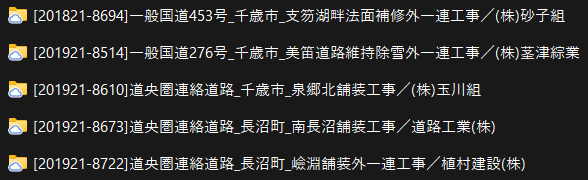 [201821-8694]一般国道453号_千歳市_支笏湖畔法面補修外一連工事／(株)砂子組
[201921-8514]一般国道276号_千歳市_美笛道路維持除雪外一連工事／(株)茎津綜業
[201921-8610]道央圏連絡道路_千歳市_泉郷北舗装工事／(株)玉川組
[201921-8673]道央圏連絡道路_長沼町_南長沼舗装工事／道路工業(株)
[201921-8722]道央圏連絡道路_長沼町_嶮淵舗装外一連工事／植村建設(株)